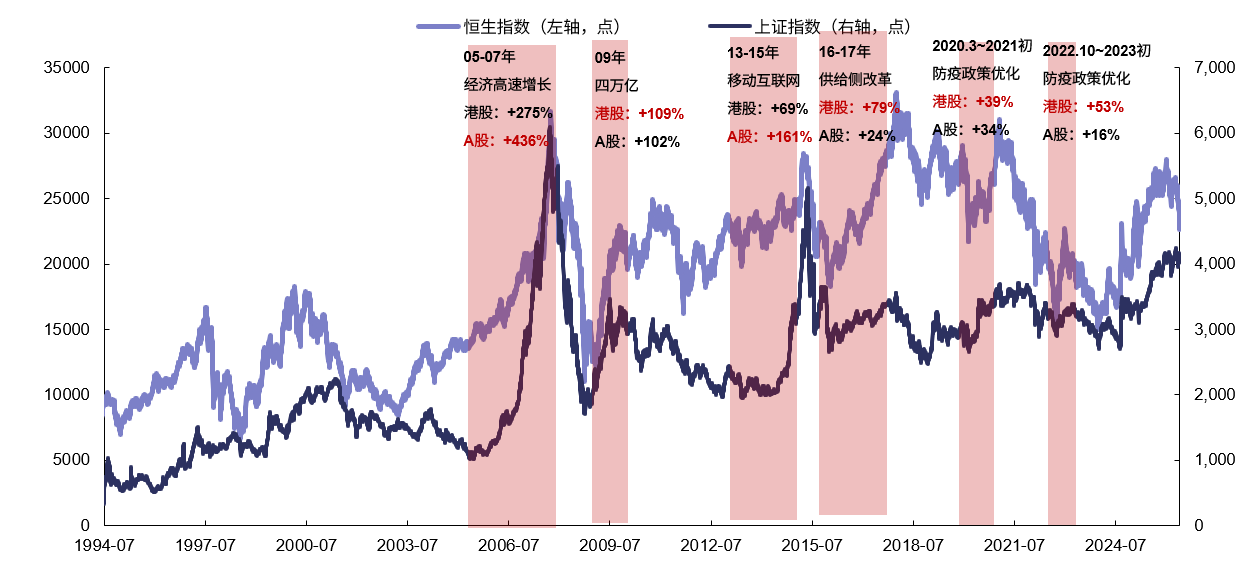 恒生指数（左轴，点） 上证指数（右轴，点）
05-07年
经济高速增长
港股：+275%
A股：+436%
09年
四万亿
港股：+109%
A股：+102%
13-15年
移动互联网
港股：+69%
A股：+161%
16-17年
供给侧改革
港股：+79%
A股：+24%
2020.3~2021初
防疫政策优化
港股：+39%
A股：+34%
2022.10~2023初
防疫政策优化
港股：+53%
A股：+16%
35000
30000
25000
20000
15000
10000
5000
0
7,000
6,000
5,000
4,000
3,000
2,000
1,000
0
1994-07 1997-07 2000-07 2003-07 2006-07 2009-07 2012-07 2015-07 2018-07 2021-07 2024-07